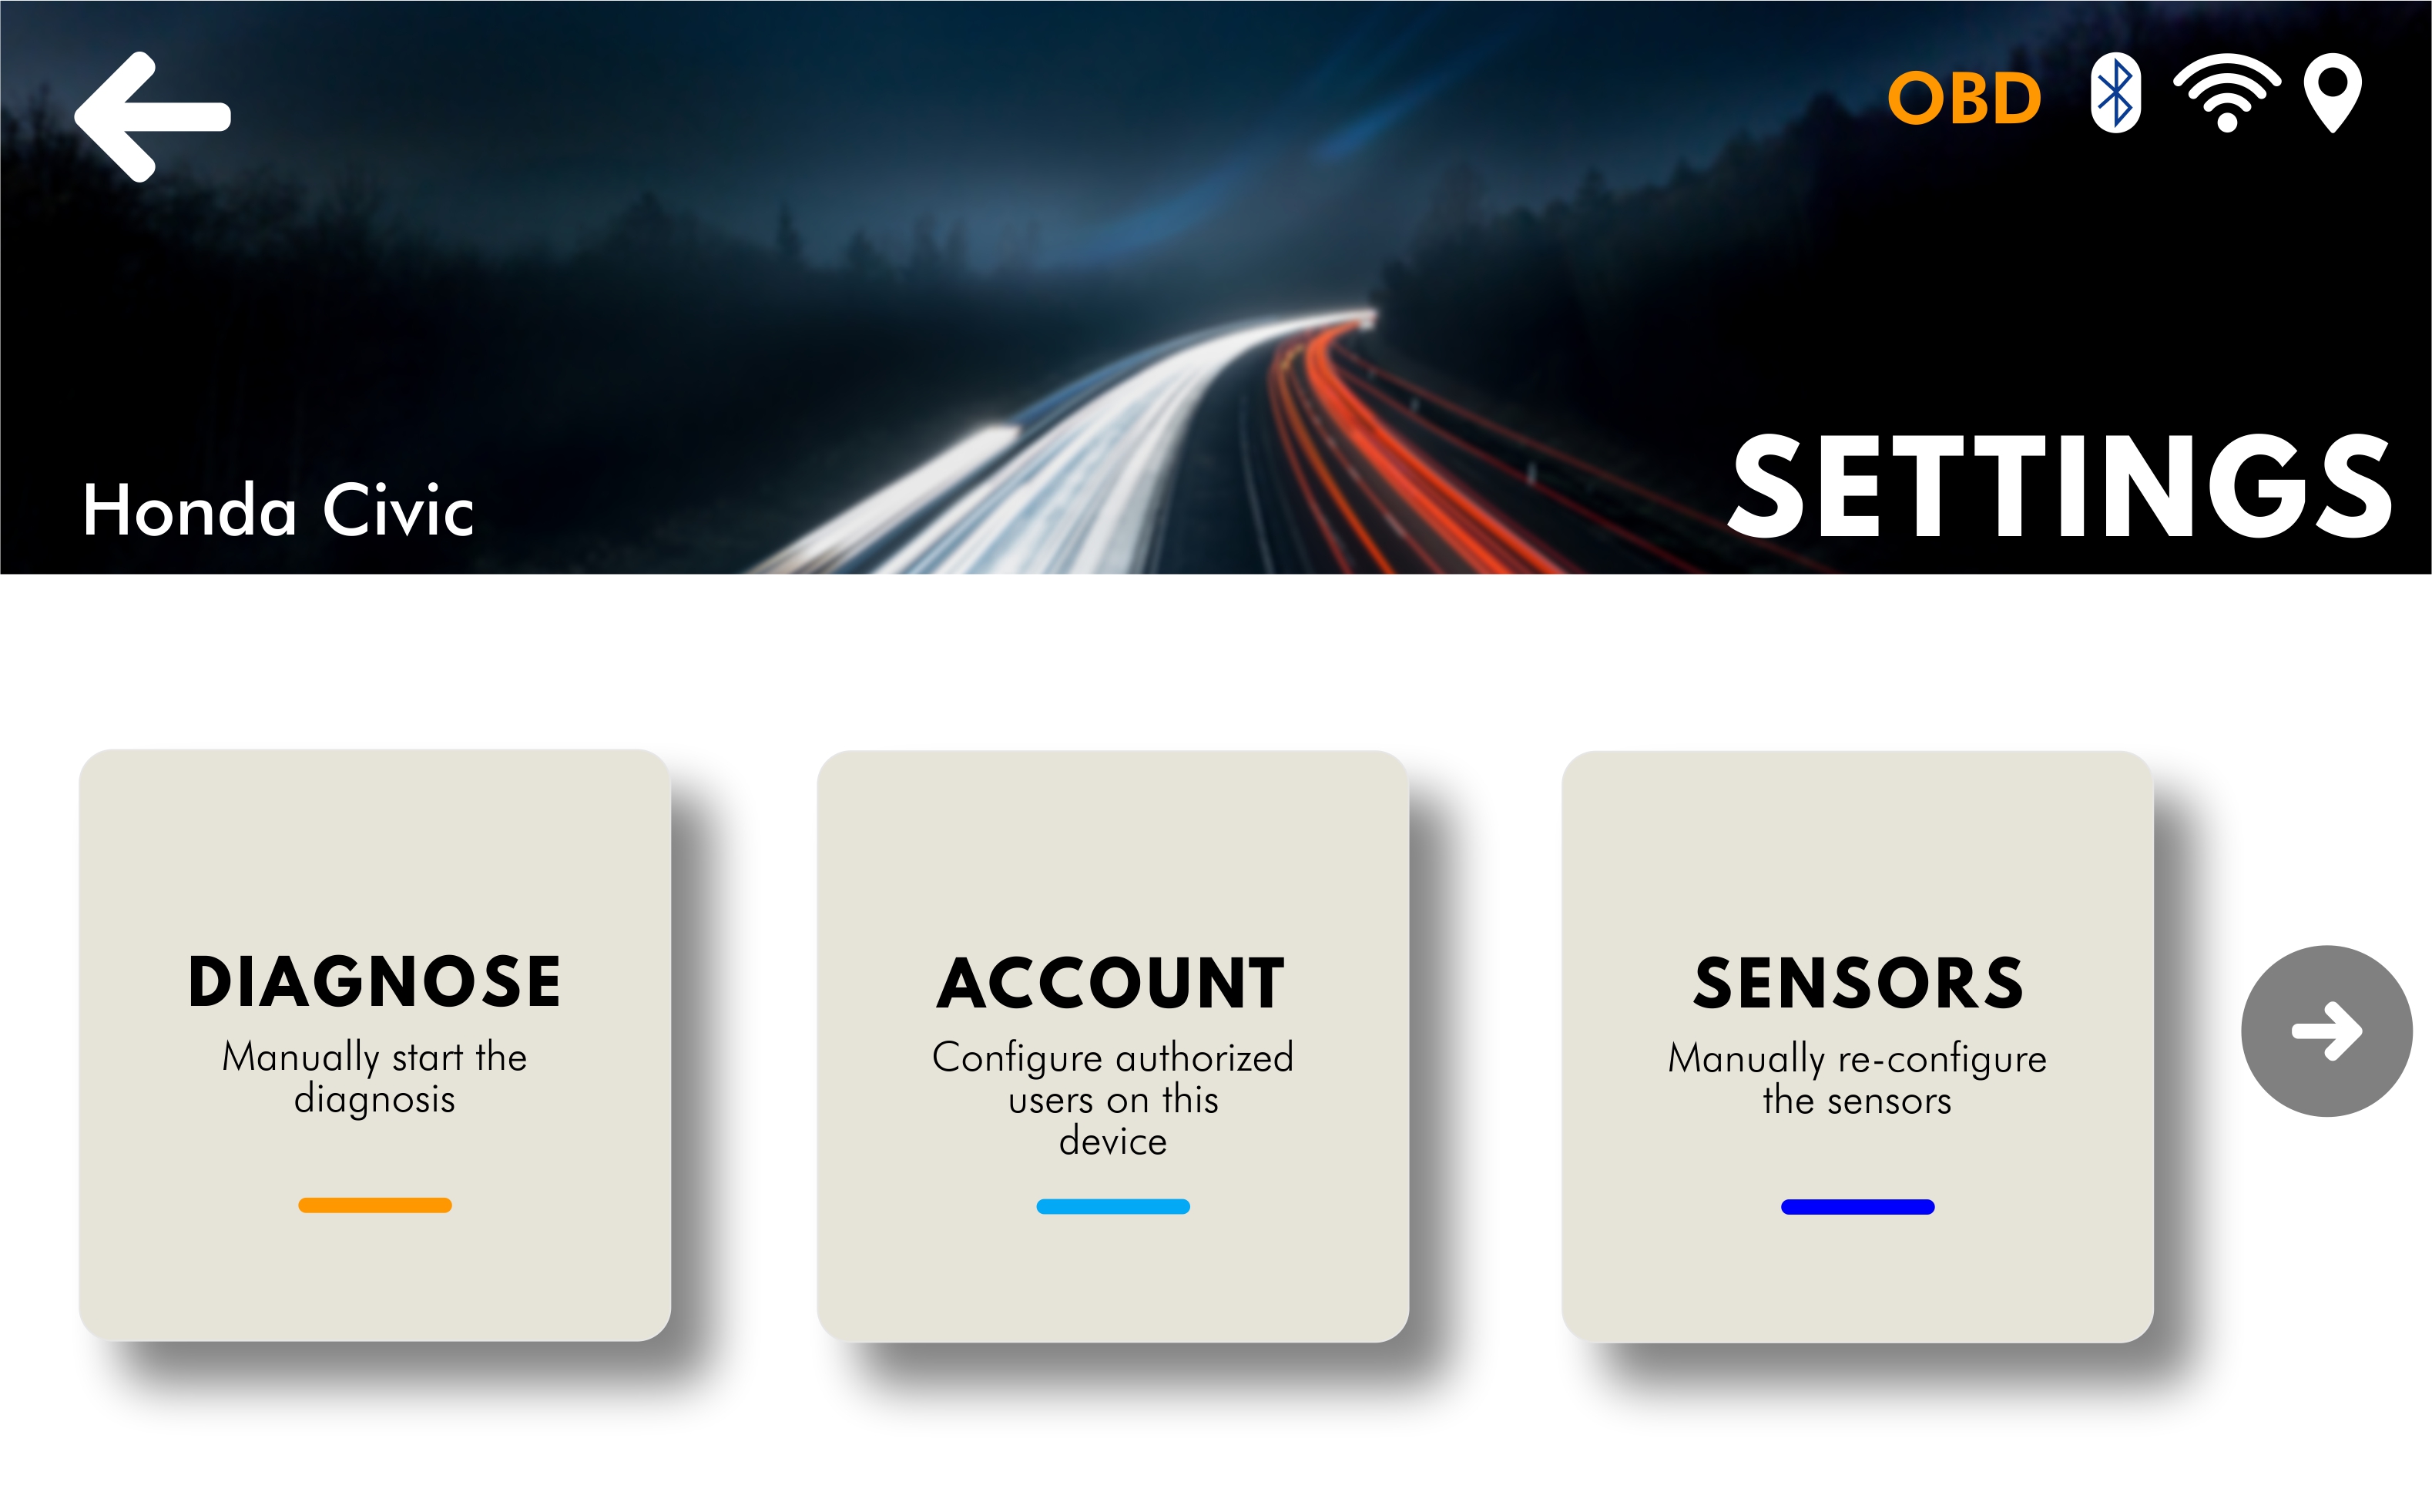 OBD
Honda Civic
SETTINGS
DIAGNOSE
Manually start the
diagnosis
ACCOUNT
Configure authorized
users on this
device
SENSORS
Manually re-configure
the sensors